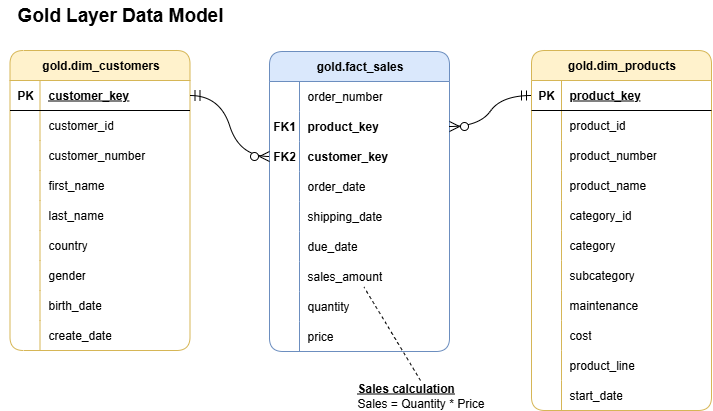 Gold Layer Data Model
gold.dim_customers
PK customer_key
customer_id
customer_number
first_name
last_name
country
gender
birth_date
create_date
gold.fact_sales
order_number
FK1 product_key
FK2 customer_key
order_date
shipping_date
due_date
sales_amount
quantity
price
Sales calculation
Sales = Quantity * Price
gold.dim_products
PK product_key
product_id
product_number
product_name
category_id
category
subcategory
maintenance
cost
product_line
start_date